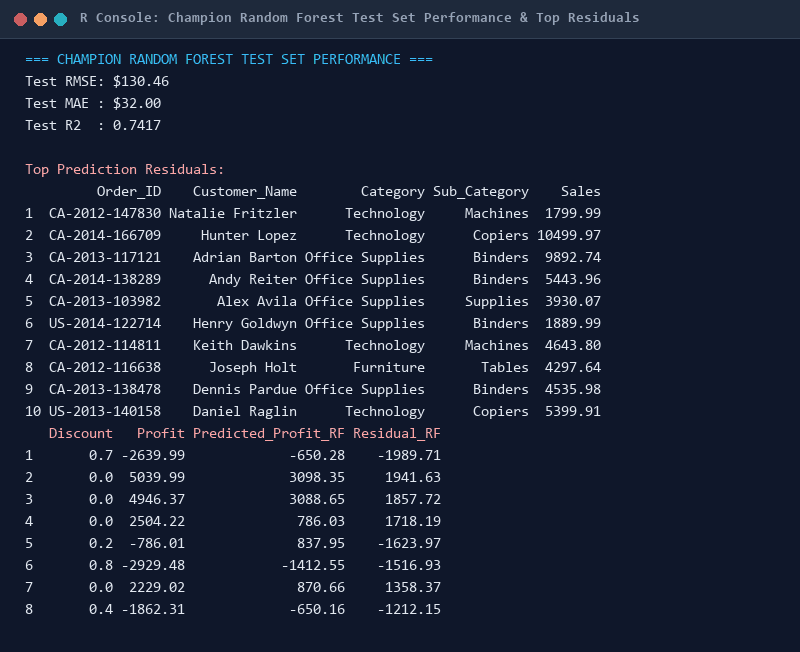 R Console: Champion Random Forest Test Set Performance & Top Residuals
=== CHAMPION RANDOM FOREST TEST SET PERFORMANCE ===
Test RMSE: $130.46
Test MAE : $32.00
Test R2  : 0.7417
Top Prediction Residuals:
         Order_ID    Customer_Name        Category Sub_Category    Sales
1  CA-2012-147830 Natalie Fritzler      Technology     Machines  1799.99
2  CA-2014-166709     Hunter Lopez      Technology      Copiers 10499.97
3  CA-2013-117121    Adrian Barton Office Supplies      Binders  9892.74
4  CA-2014-138289      Andy Reiter Office Supplies      Binders  5443.96
5  CA-2013-103982       Alex Avila Office Supplies     Supplies  3930.07
6  US-2014-122714    Henry Goldwyn Office Supplies      Binders  1889.99
7  CA-2012-114811    Keith Dawkins      Technology     Machines  4643.80
8  CA-2012-116638      Joseph Holt       Furniture       Tables  4297.64
9  CA-2013-138478    Dennis Pardue Office Supplies      Binders  4535.98
10 US-2013-140158    Daniel Raglin      Technology      Copiers  5399.91
   Discount   Profit Predicted_Profit_RF Residual_RF
1       0.7 -2639.99             -650.28    -1989.71
2       0.0  5039.99             3098.35     1941.63
3       0.0  4946.37             3088.65     1857.72
4       0.0  2504.22              786.03     1718.19
5       0.2  -786.01              837.95    -1623.97
6       0.8 -2929.48            -1412.55    -1516.93
7       0.0  2229.02              870.66     1358.37
8       0.4 -1862.31             -650.16    -1212.15